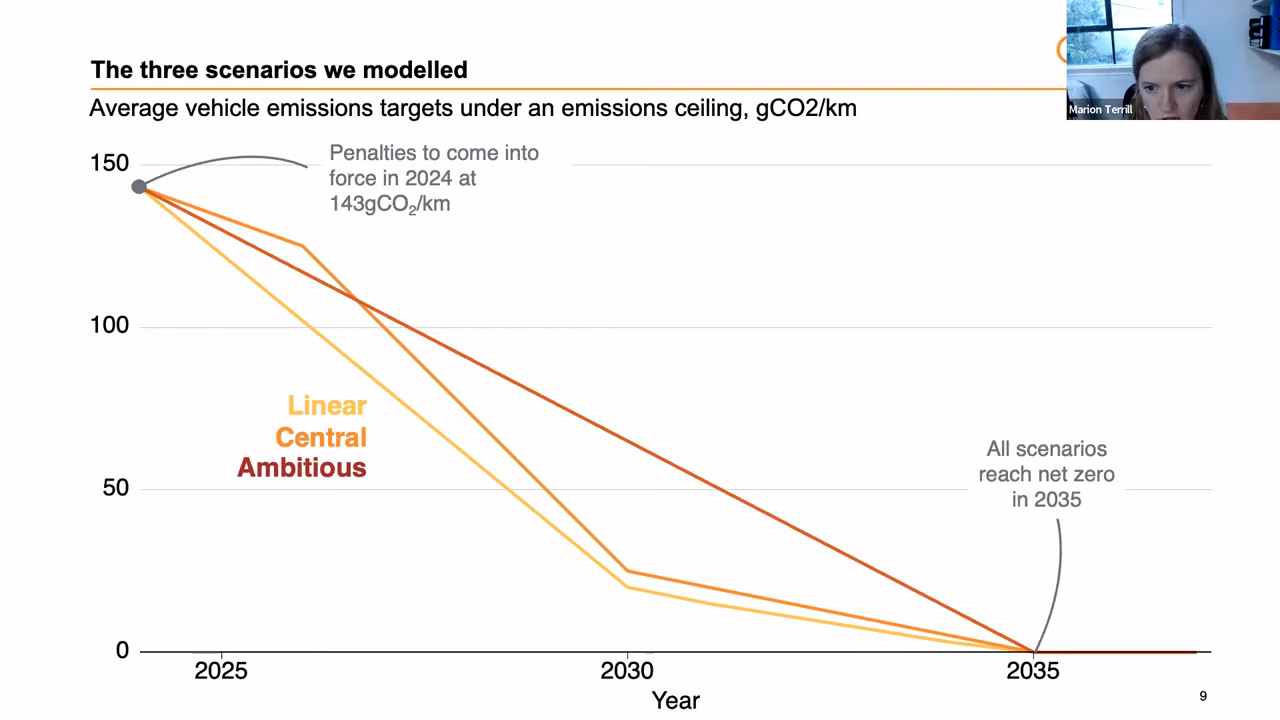 The three scenarios we modelled
Marion Terrill
Average vehicle emissions targets under an emissions ceiling, gCO2/km
150
Penalties to come into
force in 2024 at
143gCO₂/km
100
Linear
Central
Ambitious
All scenarios
reach net zero
in 2035
50
0
2025
2030
2035
Year
9